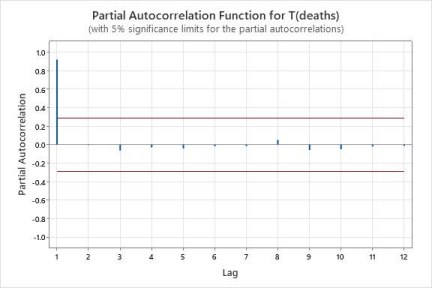 Partial Autocorrelation Function for T(deaths)
(with 5% significance limits for the partial autocorrelations)
Partial Autocorrelation
1.0
0.8
0.6
0.4
0.2
0.0
-0.2
-0.4
-0.6
-0.8
-1.0
1 2 3 4 5 6 7 8 9 10 11 12
Lag